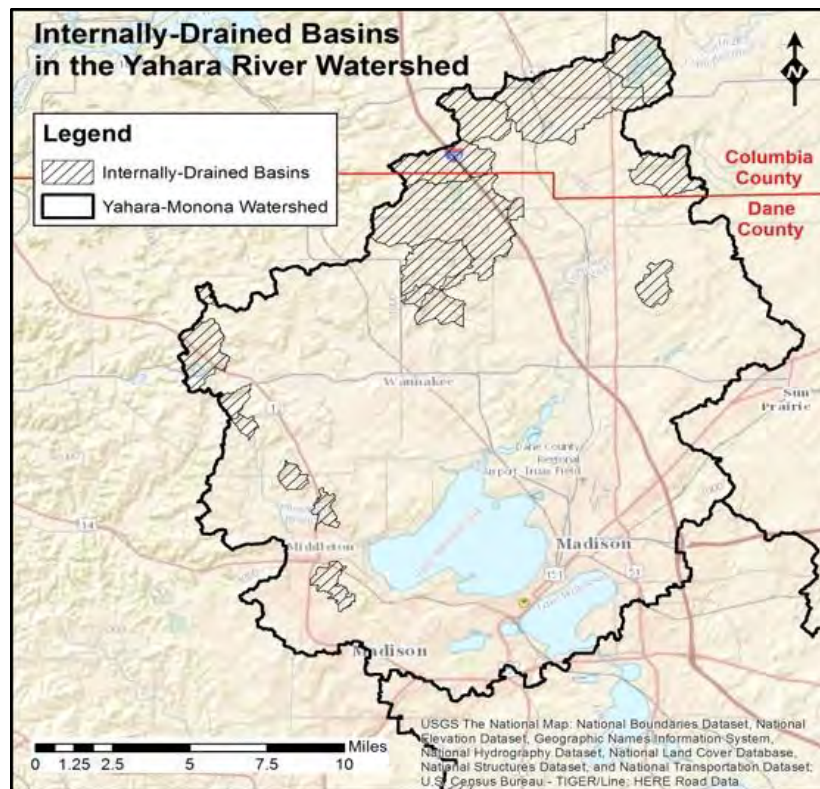 Internally-Drained Basins
in the Yahara River Watershed
N
Legend
Internally-Drained Basins
Yahara-Monona Watershed
Columbia
County
Dane
County
Waunakee
Sun
Prairie
Dane County
Regional
Airport-Truax Field
14
Middleton
Madison
151
51
Madison
USGS The National Map: National Boundaries Dataset, National
Elevation Dataset, Geographic Names Information System,
National Hydrography Dataset, National Land Cover Database,
National Structures Dataset, and National Transportation Dataset;
U.S. Census Bureau - TIGER/Line; HERE Road Data
Miles
0 1.25 2.5 5 7.5 10